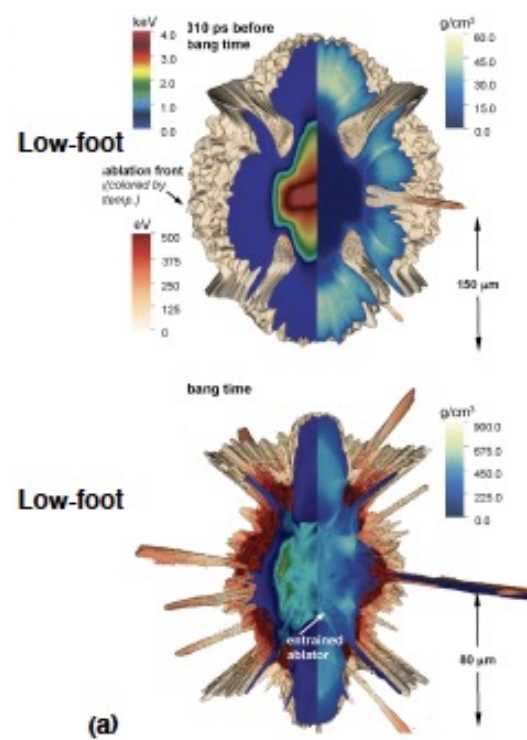 keV
310 ps before
bang time
g/cm³
4.0
3.0
2.0
1.0
0.0
60.0
45.0
30.0
15.0
0.0
Low-foot
ablation front
(colored by
temp.)
eV
500
375
250
125
0
150 µm
bang time
g/cm³
900.0
675.0
450.0
225.0
0.0
Low-foot
entrained
ablator
80 µm
(a)